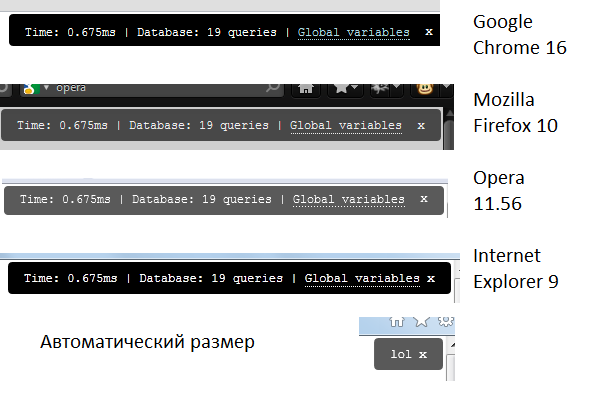 Time: 0.675ms | Database: 19 queries | Global variables x
Google
Chrome 16
opera
Time: 0.675ms | Database: 19 queries | Global variables x
Mozilla
Firefox 10
Time: 0.675ms | Database: 19 queries | Global variables x
Opera
11.56
Time: 0.675ms | Database: 19 queries | Global variables x
Internet
Explorer 9
Автоматический размер
lol x